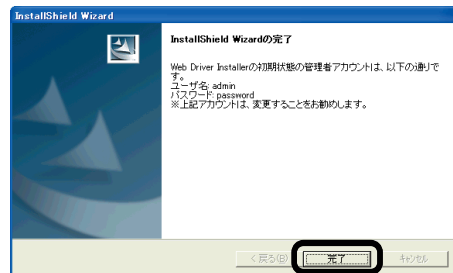 InstallShield Wizard
InstallShield Wizardの完了
Web Driver Installerの初期状態の管理者アカウントは、以下の通りで
す。
ユーザ名: admin
パスワード: password
※上記アカウントは、変更することをお勧めします。
< 戻る(B)
完了
キャンセル